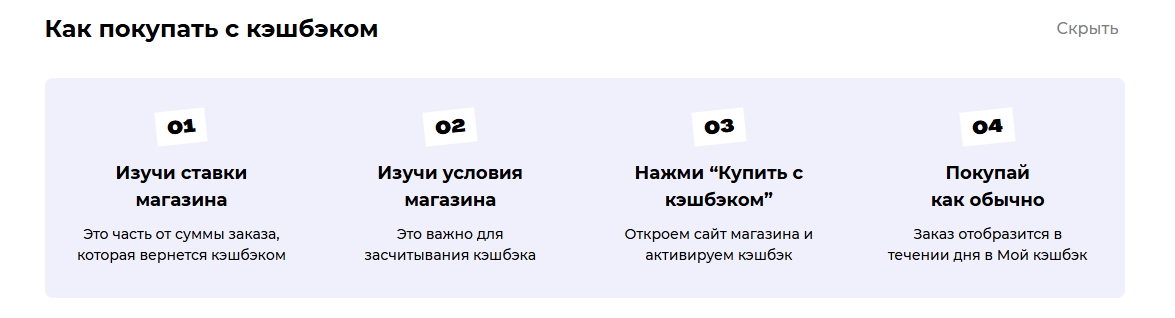 Как покупать с кэшбэком
Скрыть
01
Изучи ставки
магазина
Это часть от суммы заказа,
которая вернется кэшбэком
02
Изучи условия
магазина
Это важно для
засчитывания кэшбэка
03
Нажми “Купить с
кэшбэком”
Откроем сайт магазина и
активируем кэшбэк
04
Покупай
как обычно
Заказ отобразится в
течении дня в Мой кэшбэк